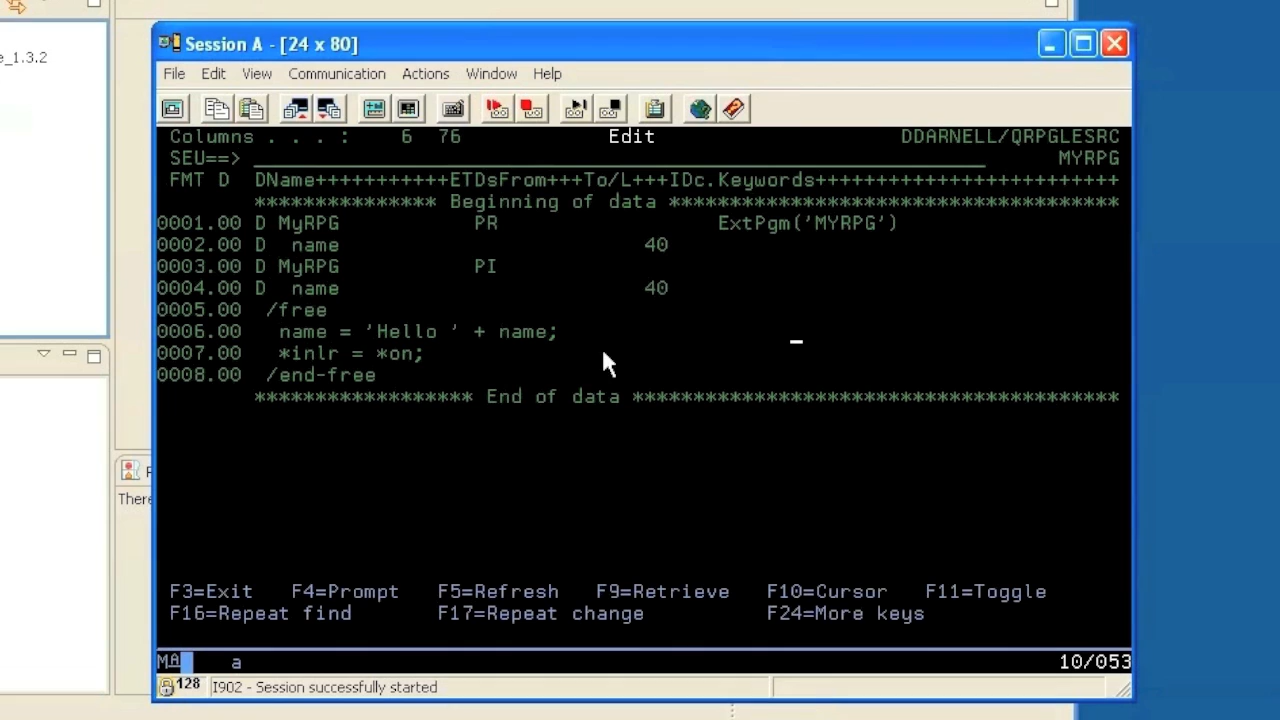 e_1.3.2
Session A - [24 x 80]
File Edit View Communication Actions Window Help
Columns . . . : 6 76 Edit DDARNELL/QRPGLESRC
SEU==> MYRPG
FMT D DName+++++++++++ETDsFrom+++To/L+++IDc.Keywords+++++++++++++++++++++++++
*************** Beginning of data *************************************
0001.00 D MyRPG PR ExtPgm('MYRPG')
0002.00 D name 40
0003.00 D MyRPG PI
0004.00 D name 40
0005.00 /free
0006.00 name = 'Hello ' + name;
0007.00 *inlr = *on;
0008.00 /end-free
****************** End of data ****************************************
There
F3=Exit F4=Prompt F5=Refresh F9=Retrieve F10=Cursor F11=Toggle
F16=Repeat find F17=Repeat change F24=More keys
MA a 10/053
128 I902 - Session successfully started